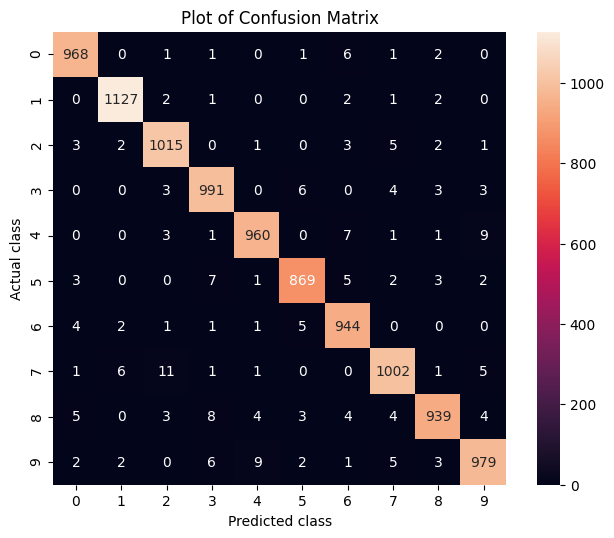 Plot of Confusion Matrix
0 968 0 1 1 0 1 6 1 2 0
1 0 1127 2 1 0 0 2 1 2 0
2 3 2 1015 0 1 0 3 5 2 1
3 0 0 3 991 0 6 0 4 3 3
4 0 0 3 1 960 0 7 1 1 9
5 3 0 0 7 1 869 5 2 3 2
6 4 2 1 1 1 5 944 0 0 0
7 1 6 11 1 1 0 0 1002 1 5
8 5 0 3 8 4 3 4 4 939 4
9 2 2 0 6 9 2 1 5 3 979
0 1 2 3 4 5 6 7 8 9
Predicted class
Actual class
1000
800
600
400
200
0